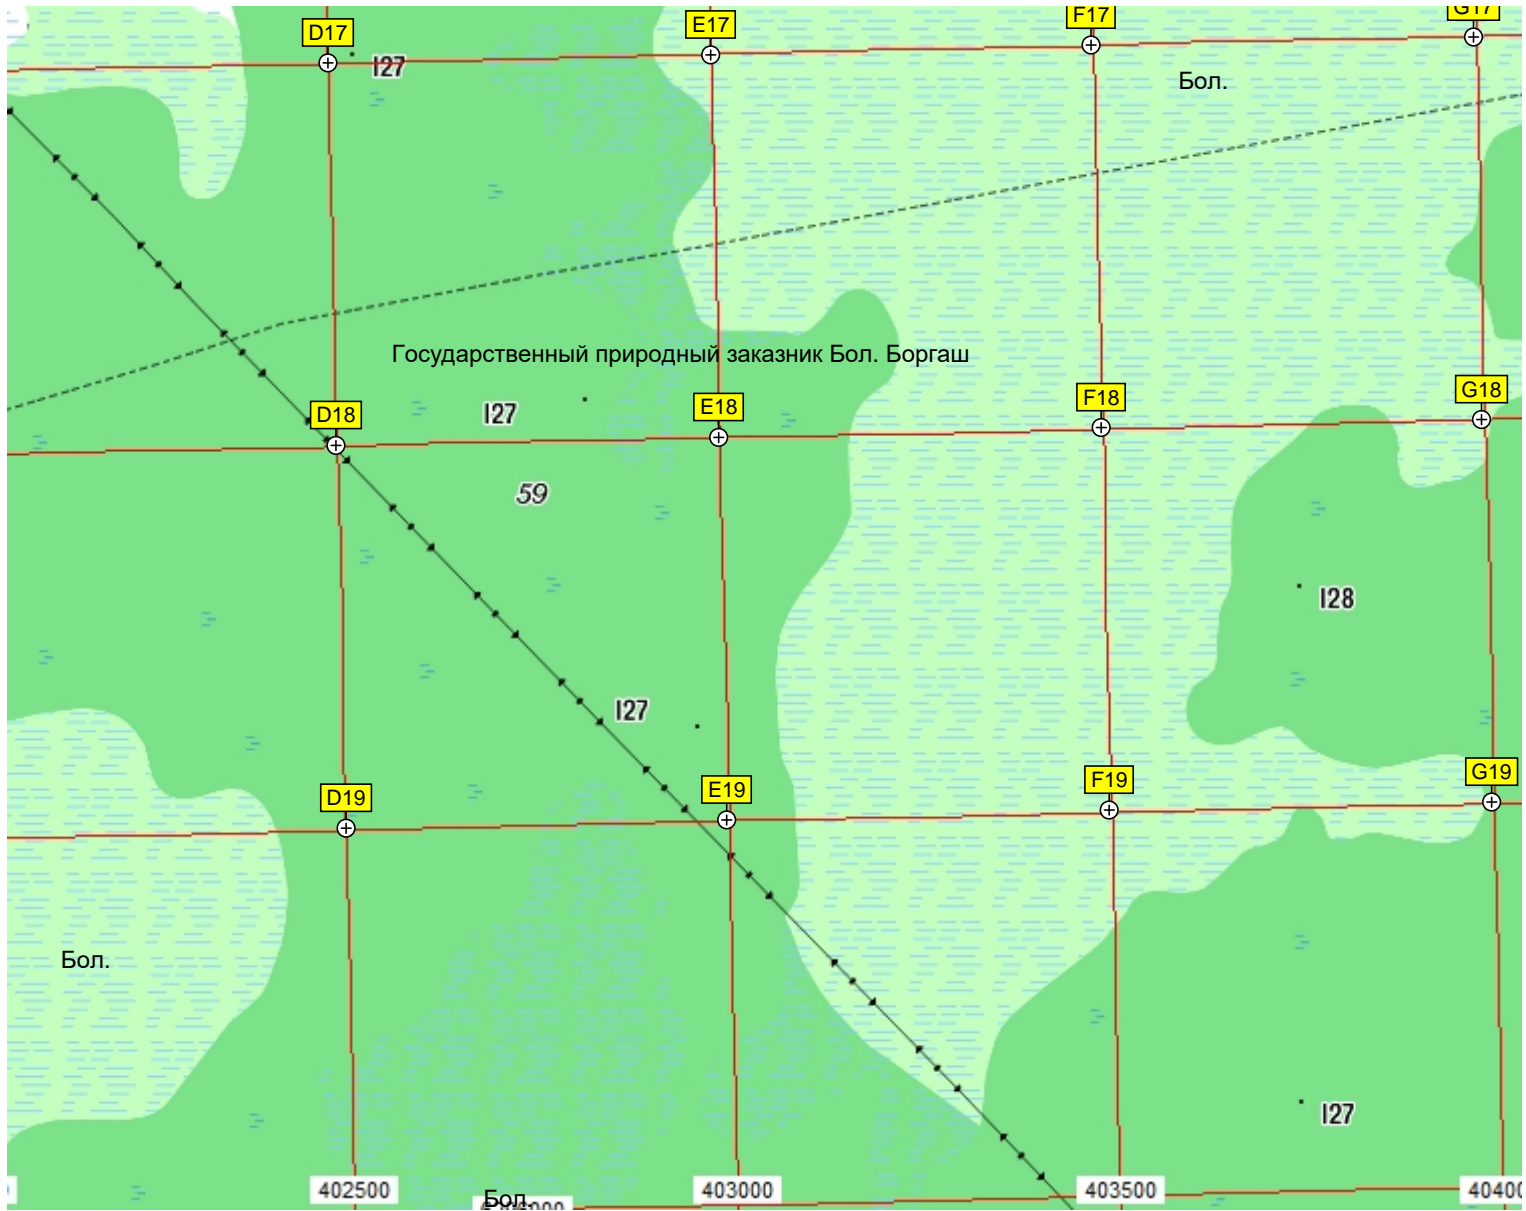 D17
E17
F17
G17
127
Бол.
Государственный природный заказник Бол. Боргаш
D18
127
E18
F18
G18
59
128
127
D19
E19
F19
G19
Бол.
127
402500
403000
403500
Бол.